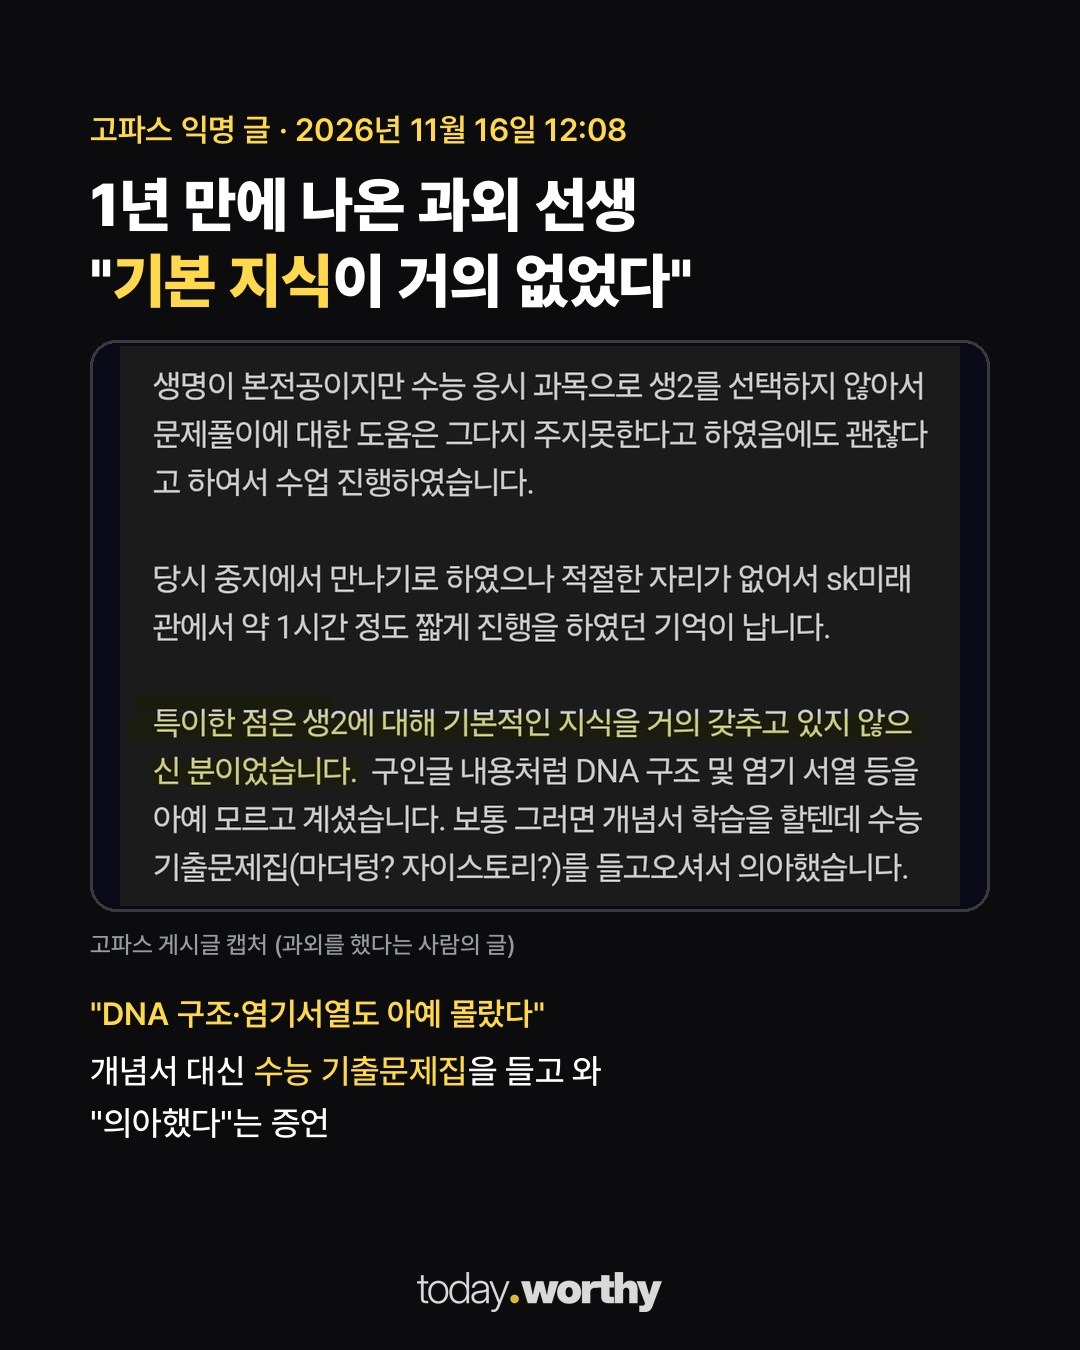 고파스 익명 글 · 2026년 11월 16일 12:08
1년 만에 나온 과외 선생
"기본 지식이 거의 없었다"
생명이 본전공이지만 수능 응시 과목으로 생2를 선택하지 않아서
문제풀이에 대한 도움은 그다지 주지못한다고 하였음에도 괜찮다
고 하여서 수업 진행하였습니다.
당시 중지에서 만나기로 하였으나 적절한 자리가 없어서 sk미래
관에서 약 1시간 정도 짧게 진행을 하였던 기억이 납니다.
특이한 점은 생2에 대해 기본적인 지식을 거의 갖추고 있지 않으
신 분이었습니다. 구인글 내용처럼 DNA 구조 및 염기 서열 등을
아예 모르고 계셨습니다. 보통 그러면 개념서 학습을 할텐데 수능
기출문제집(마더텅? 자이스토리?)를 들고오셔서 의아했습니다.
고파스 게시글 캡처 (과외를 했다는 사람의 글)
"DNA 구조·염기서열도 아예 몰랐다"
개념서 대신 수능 기출문제집을 들고 와
"의아했다"는 증언
today.worthy